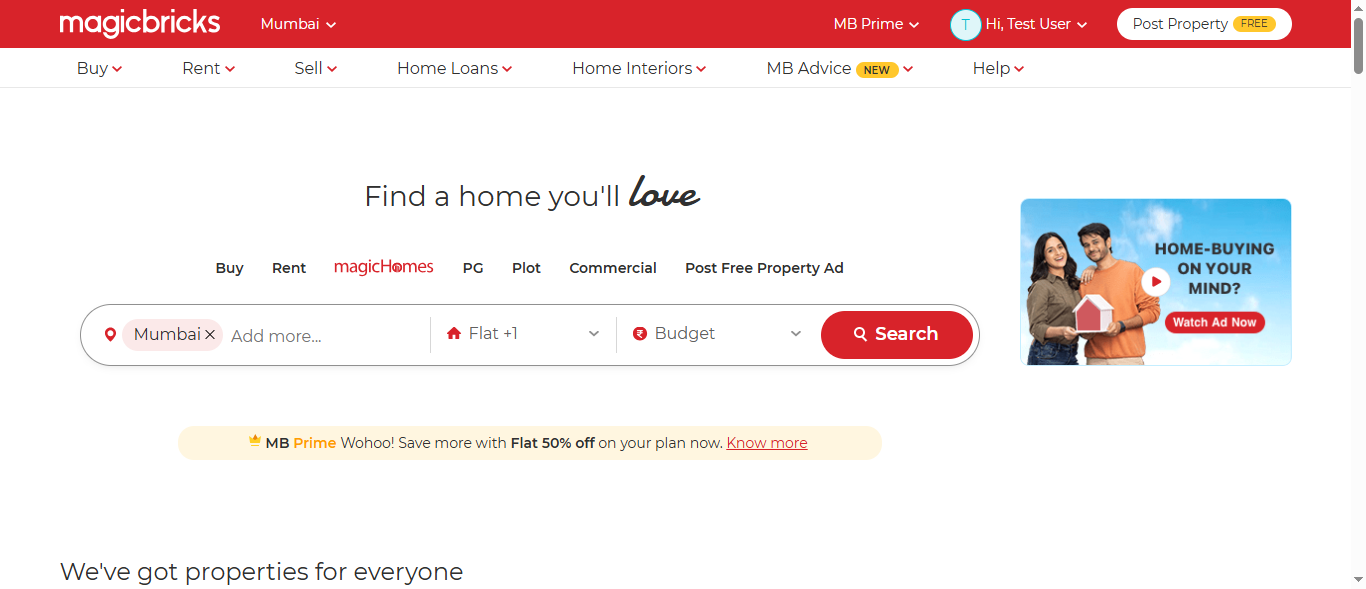 magicbricks Mumbai MB Prime T Hi, Test User Post Property FREE
Buy Rent Sell Home Loans Home Interiors MB Advice NEW Help
Find a home you'll love
Buy Rent magicHomes PG Plot Commercial Post Free Property Ad
Mumbai Add more... Flat +1 Budget Search
HOME-BUYING
ON YOUR
MIND?
Watch Ad Now
MB Prime Wohoo! Save more with Flat 50% off on your plan now. Know more
We've got properties for everyone